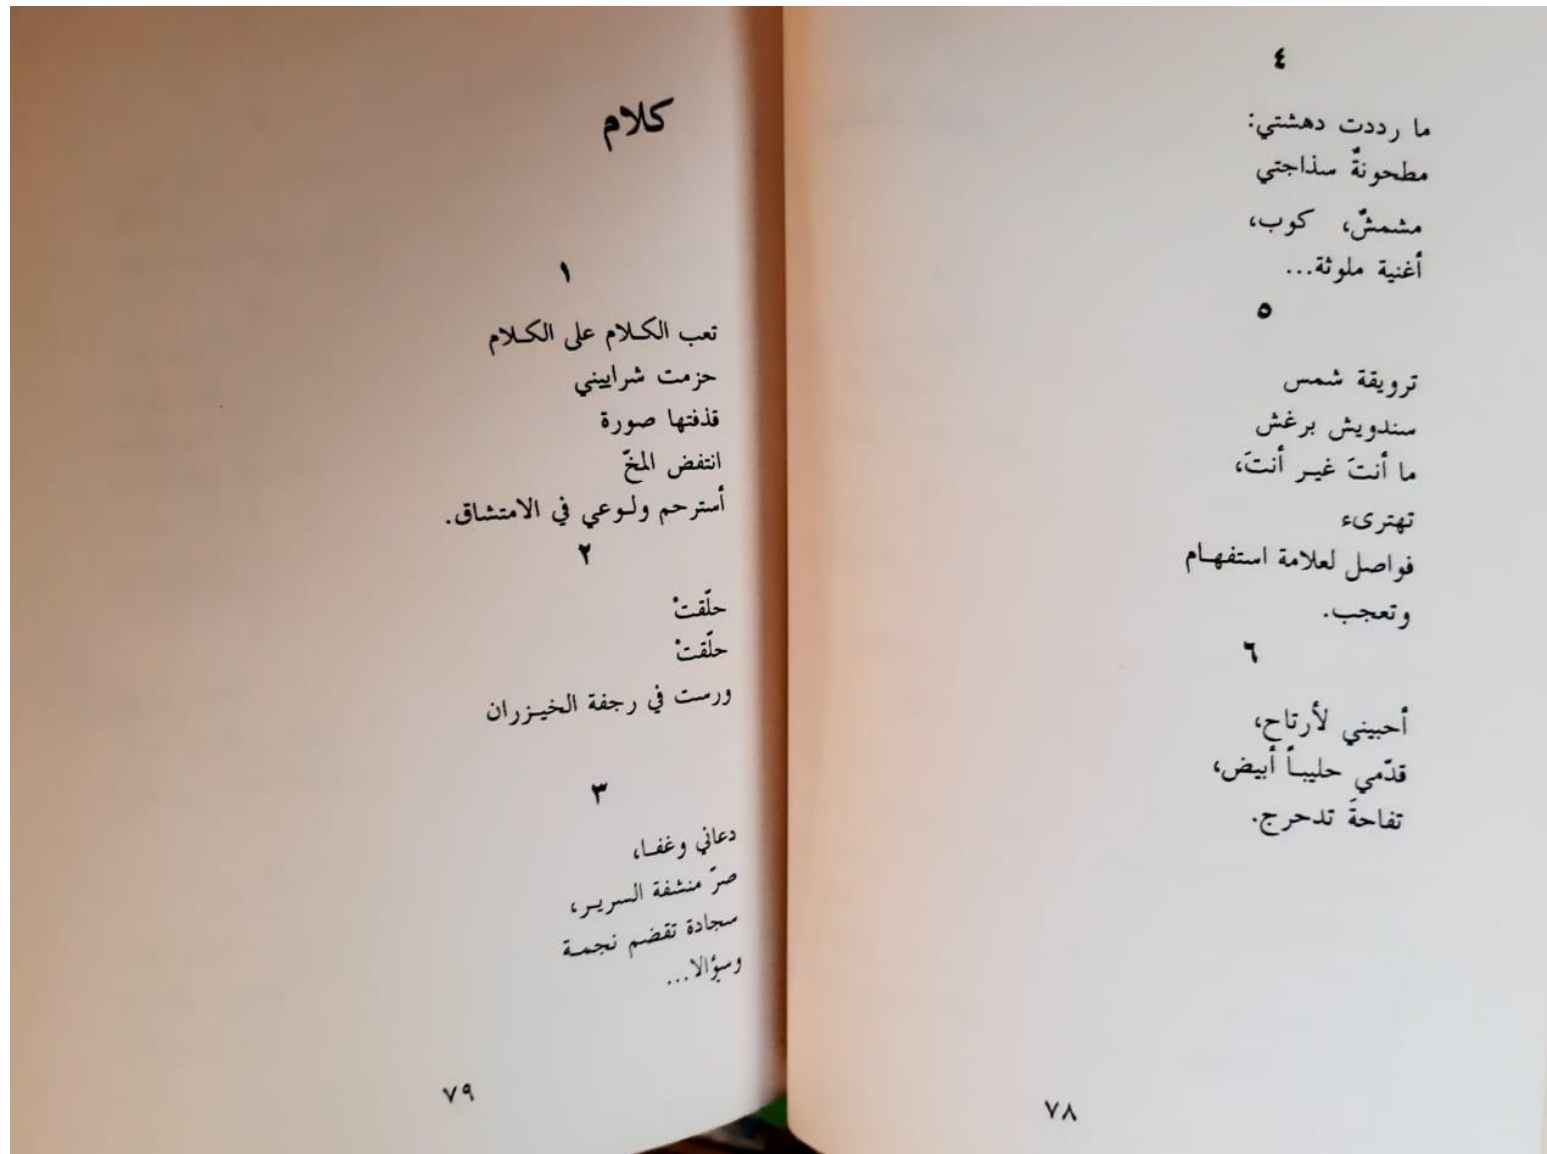 ٤
ما رددت دهشتي:
مطحونةٌ سذاجتي
مشمشٌ، كوب،
أغنية ملوثة...
٥
ترويقة شمس
سندويش برغش
ما أنتَ غير أنتَ،
تهترىء
فواصل لعلامة استفهام
وتعجب.
٦
أحبيني لأرتاح،
قدّمي حليباً أبيض،
تفاحةَ تدحرج.
٧٨
كلام
١
تعب الكلام على الكلام
حزمت شراييني
قذفتها صورة
انتفض المخّ
أسترحم ولوعي في الامتشاق.
٢
حلّقتْ
حلّقتْ
ورست في رجفة الخيزران
٣
دعاني وغفا،
صرّ منشفة السرير،
سجادة تقضم نجمة
وسؤالا...
٧٩